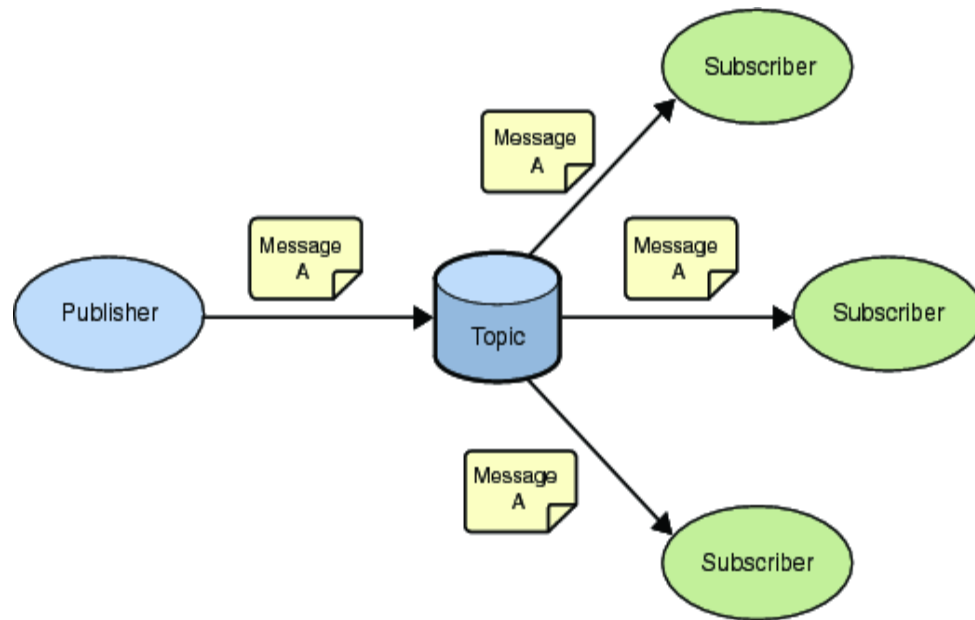 Subscriber
Message
A
Message
A
Message
A
Publisher
Topic
Subscriber
Message
A
Subscriber